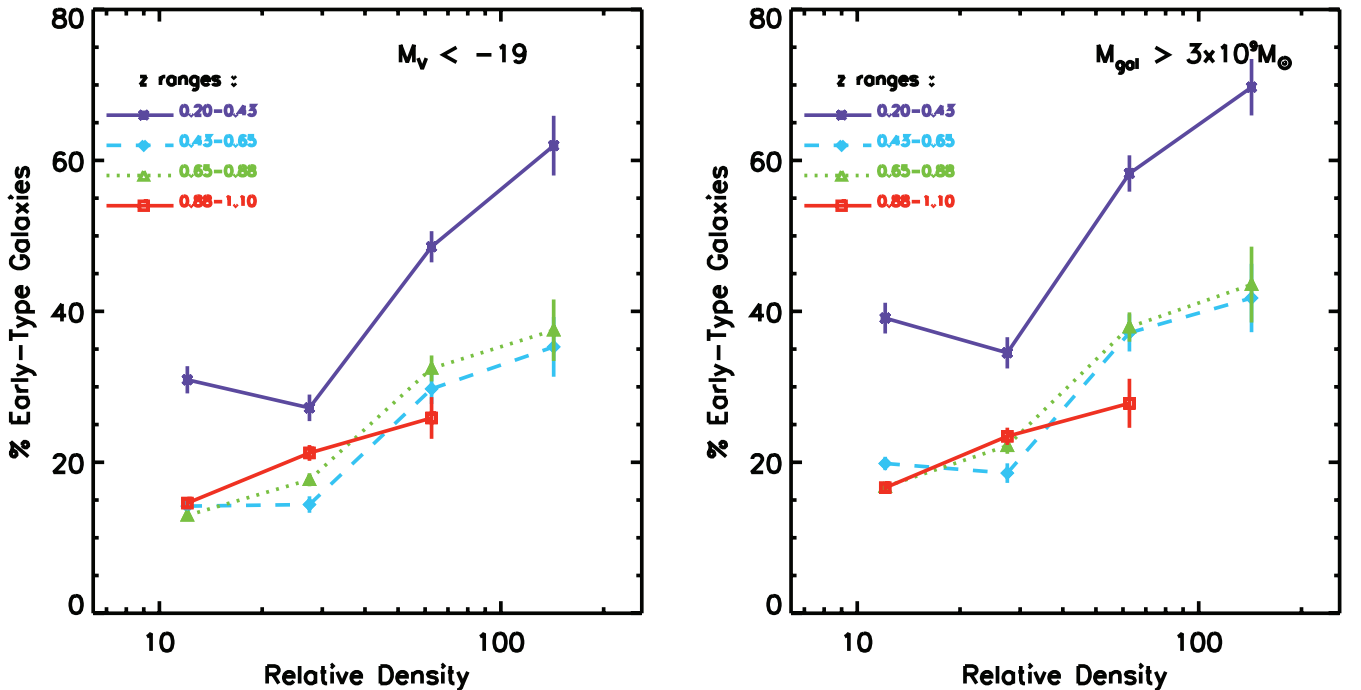 M_V < -19
z ranges :
0.20-0.43
0.43-0.65
0.65-0.88
0.88-1.10
80
60
40
20
0
% Early-Type Galaxies
10 100
Relative Density
M_gal > 3x10^9 M_⊙
z ranges :
0.20-0.43
0.43-0.65
0.65-0.88
0.88-1.10
80
60
40
20
0
% Early-Type Galaxies
10 100
Relative Density